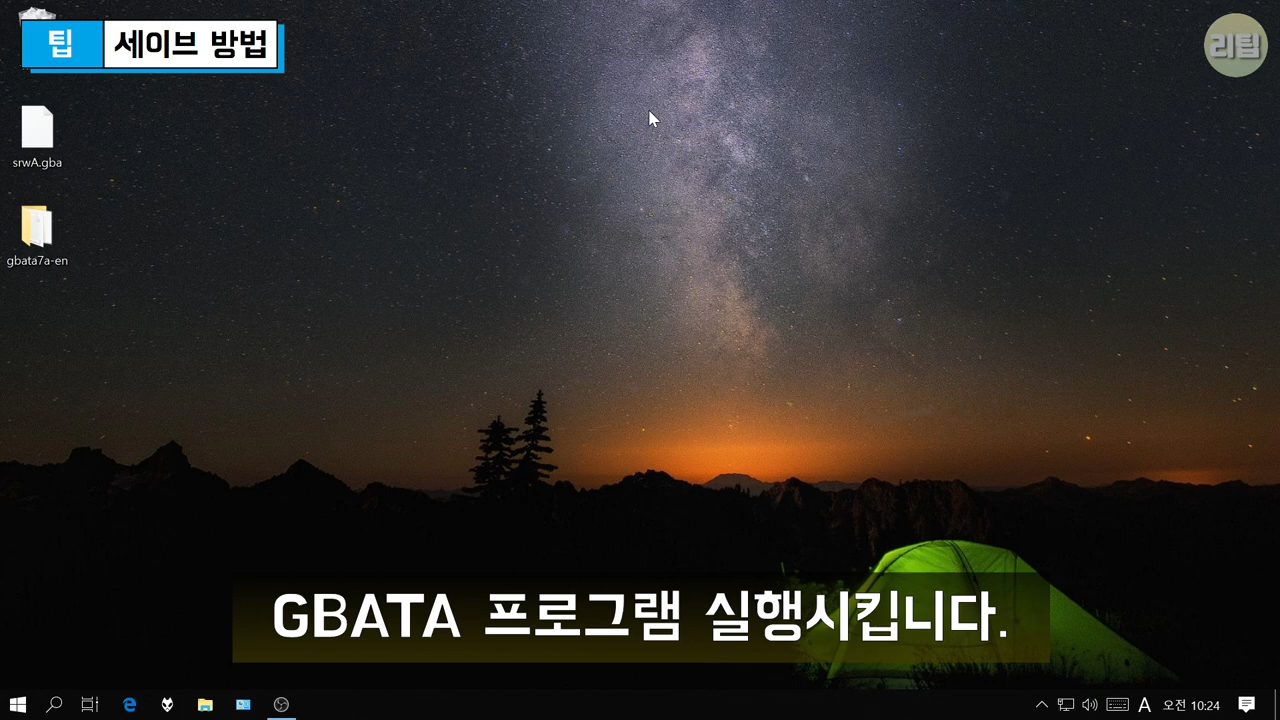 팁 세이브 방법
리팁
srwA.gba
gbata7a-en
GBATA 프로그램 실행시킵니다.
A 오전 10:24